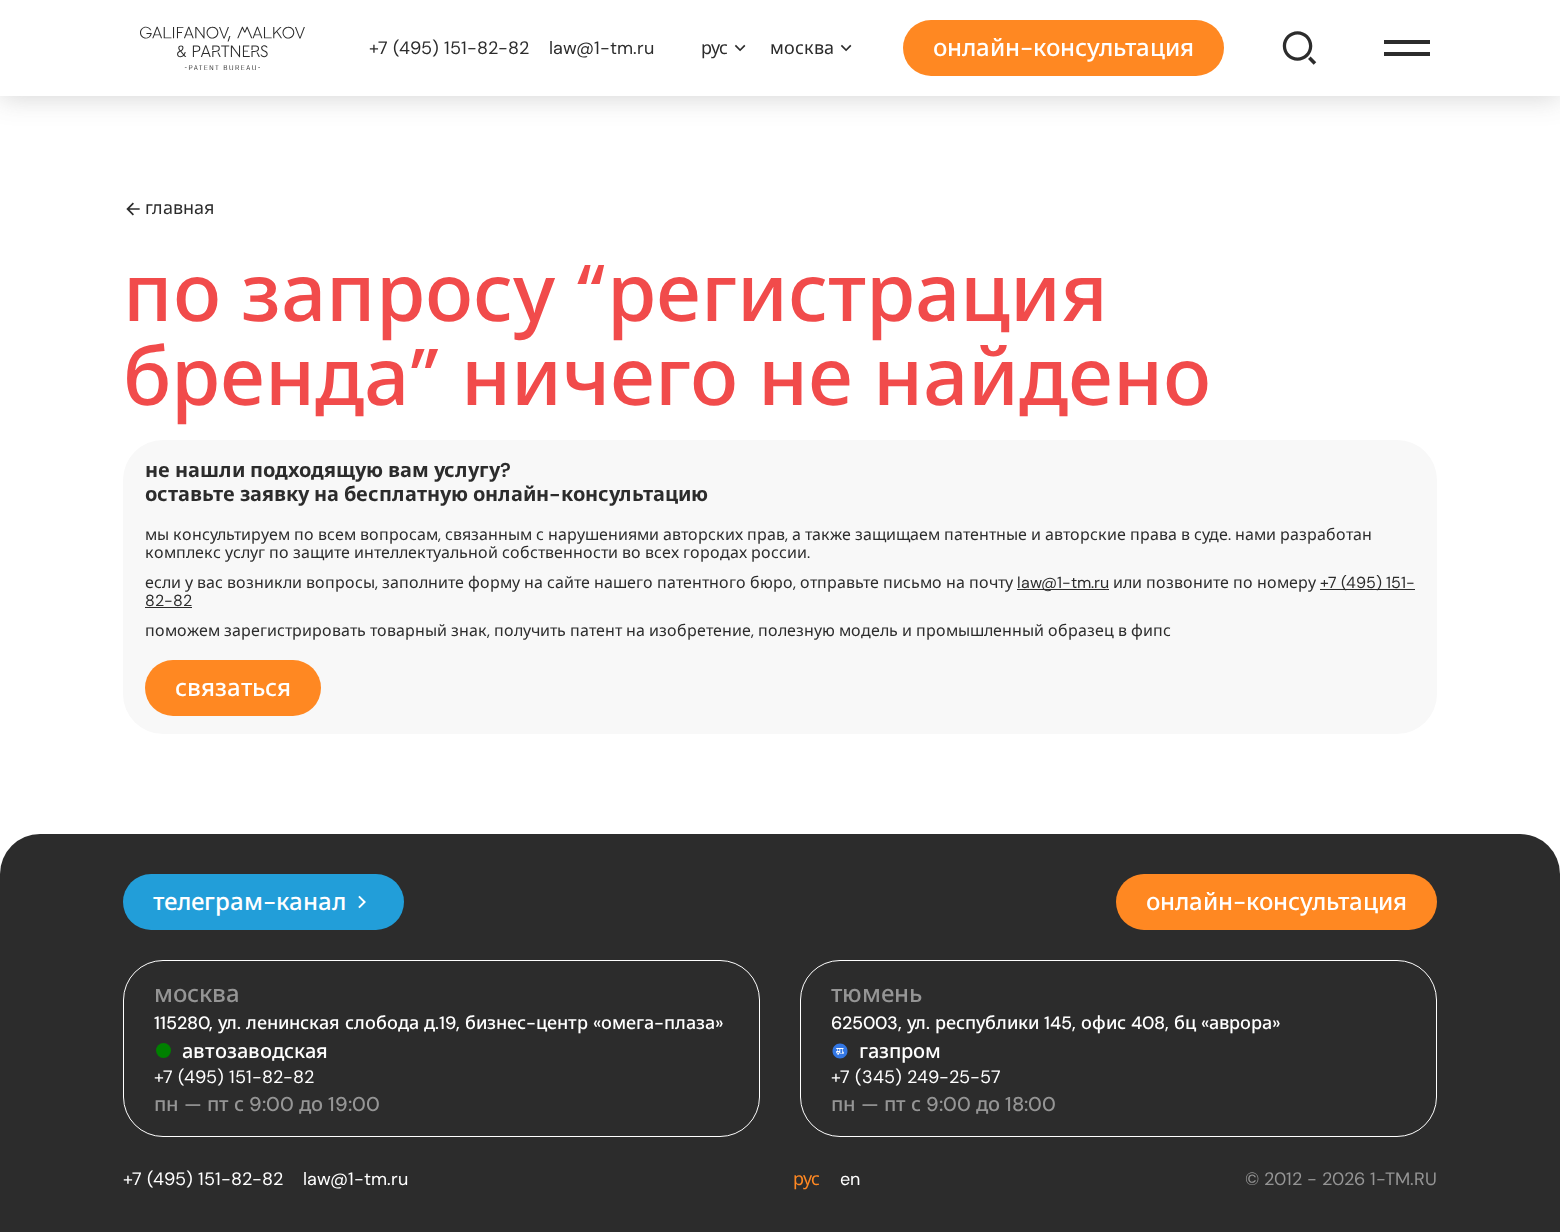 GALIFANOV, MALKOV
& PARTNERS
-PATENT BUREAU-
+7 (495) 151-82-82 law@1-tm.ru рус москва онлайн-консультация
главная
по запросу “регистрация
бренда” ничего не найдено
не нашли подходящую вам услугу?
оставьте заявку на бесплатную онлайн-консультацию
мы консультируем по всем вопросам, связанным с нарушениями авторских прав, а также защищаем патентные и авторские права в суде. нами разработан
комплекс услуг по защите интеллектуальной собственности во всех городах россии.
если у вас возникли вопросы, заполните форму на сайте нашего патентного бюро, отправьте письмо на почту law@1-tm.ru или позвоните по номеру +7 (495) 151-
82-82
поможем зарегистрировать товарный знак, получить патент на изобретение, полезную модель и промышленный образец в фипс
связаться
телеграм-канал онлайн-консультация
москва
115280, ул. ленинская слобода д.19, бизнес-центр «омега-плаза»
автозаводская
+7 (495) 151-82-82
пн — пт с 9:00 до 19:00
тюмень
625003, ул. республики 145, офис 408, бц «аврора»
газпром
+7 (345) 249-25-57
пн — пт с 9:00 до 18:00
+7 (495) 151-82-82 law@1-tm.ru рус en © 2012 - 2026 1-TM.RU